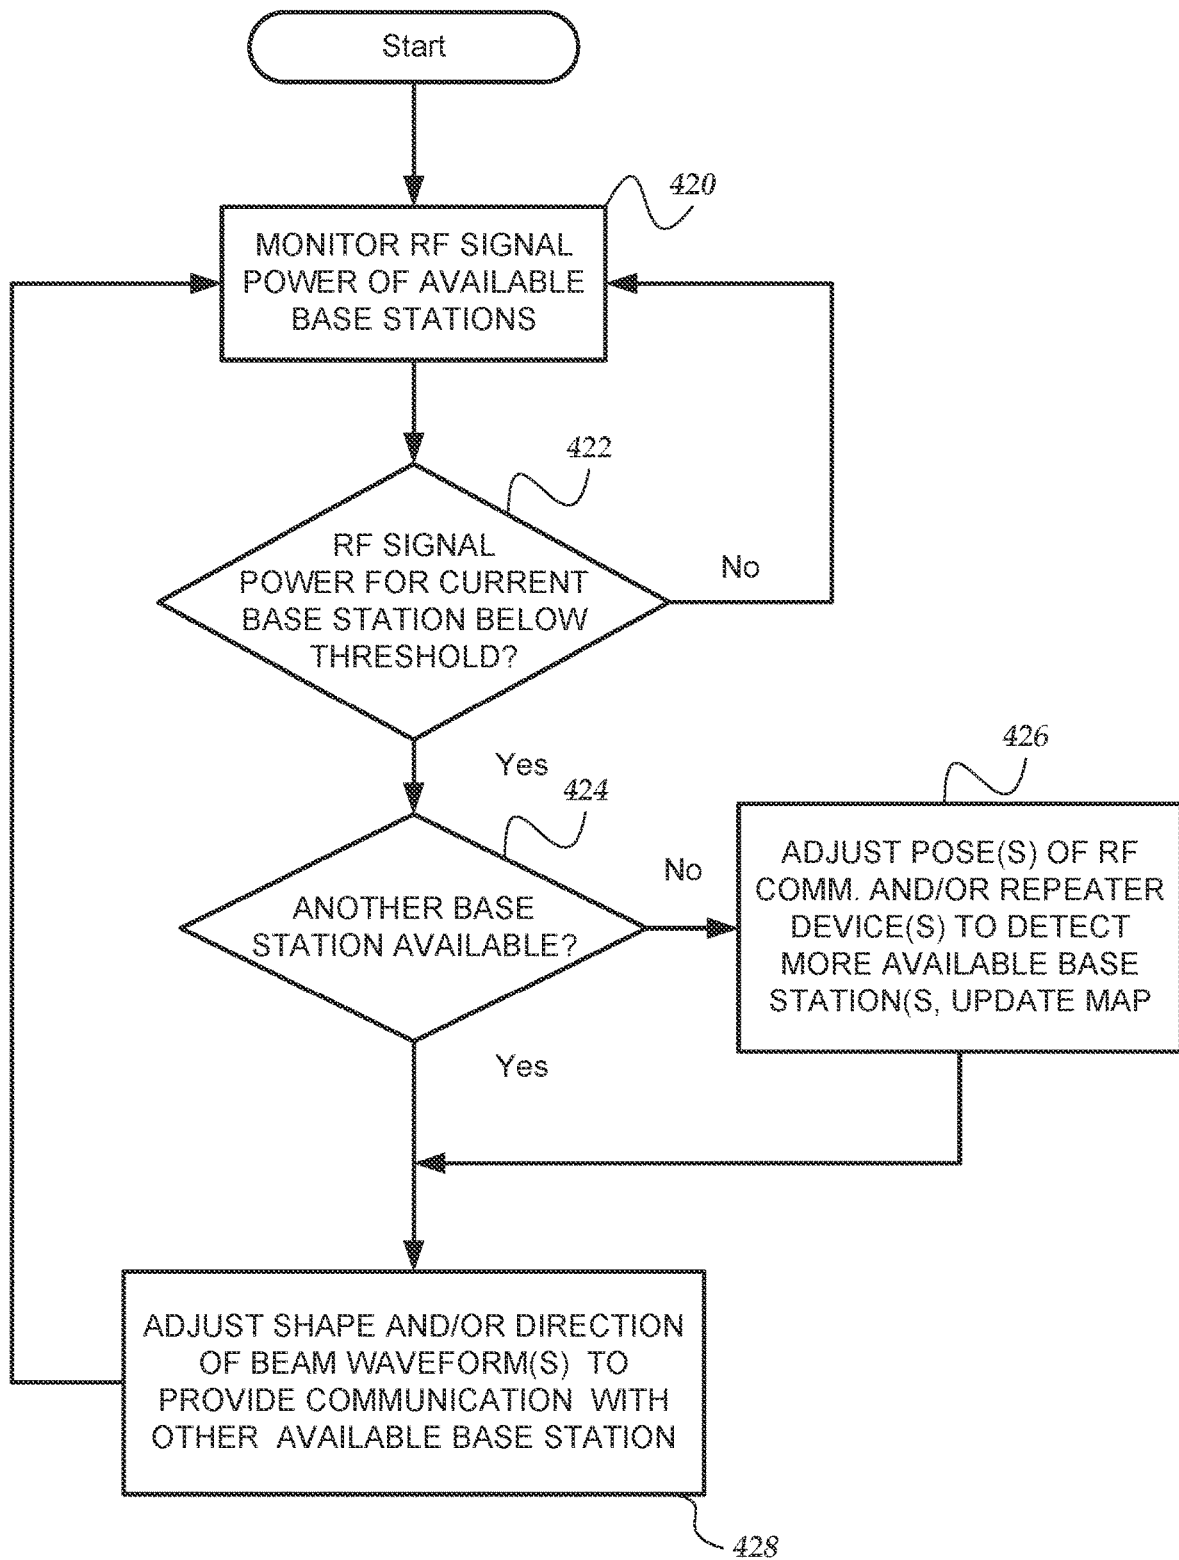 Start
420
MONITOR RF SIGNAL
POWER OF AVAILABLE
BASE STATIONS
422
RF SIGNAL
POWER FOR CURRENT
BASE STATION BELOW
THRESHOLD?
No
Yes
424
ANOTHER BASE
STATION AVAILABLE?
No
426
ADJUST POSE(S) OF RF
COMM. AND/OR REPEATER
DEVICE(S) TO DETECT
MORE AVAILABLE BASE
STATION(S, UPDATE MAP
Yes
ADJUST SHAPE AND/OR DIRECTION
OF BEAM WAVEFORM(S) TO
PROVIDE COMMUNICATION WITH
OTHER AVAILABLE BASE STATION
428